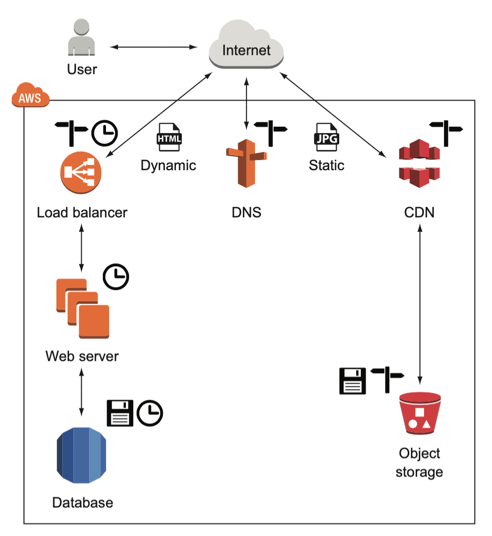 Internet
User
AWS
HTML
JPG
Dynamic
Static
Load balancer
DNS
CDN
Web server
Object
storage
Database